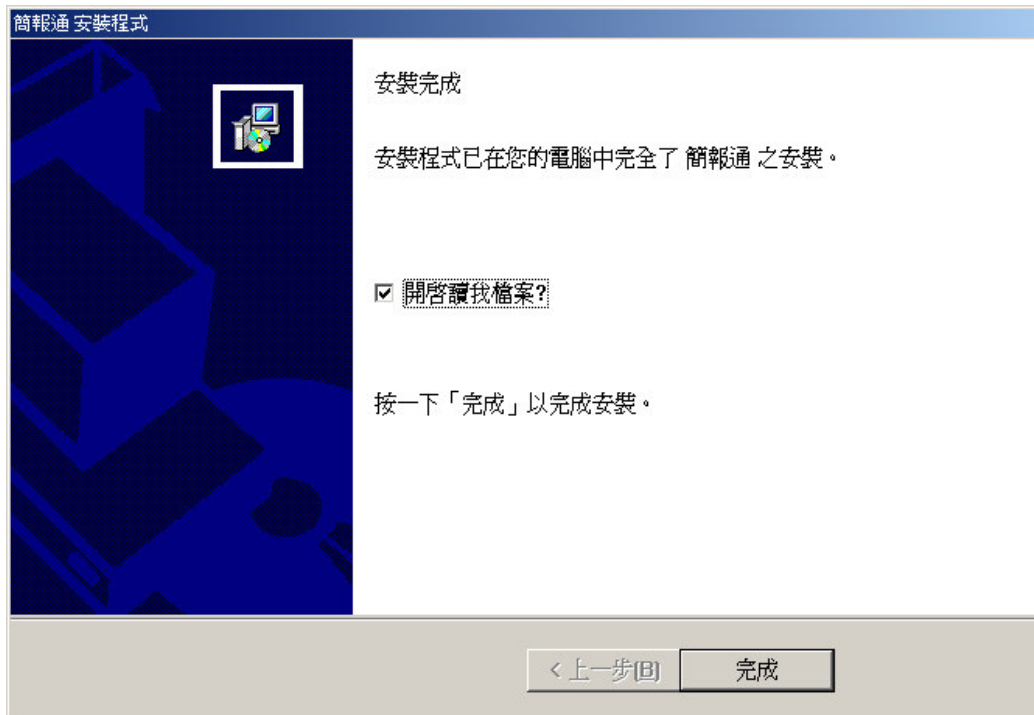 簡報通 安裝程式
安裝完成
安裝程式已在您的電腦中完全了 簡報通 之安裝。
開啓讀我檔案?
按一下「完成」以完成安裝。
< 上一步(B)
完成